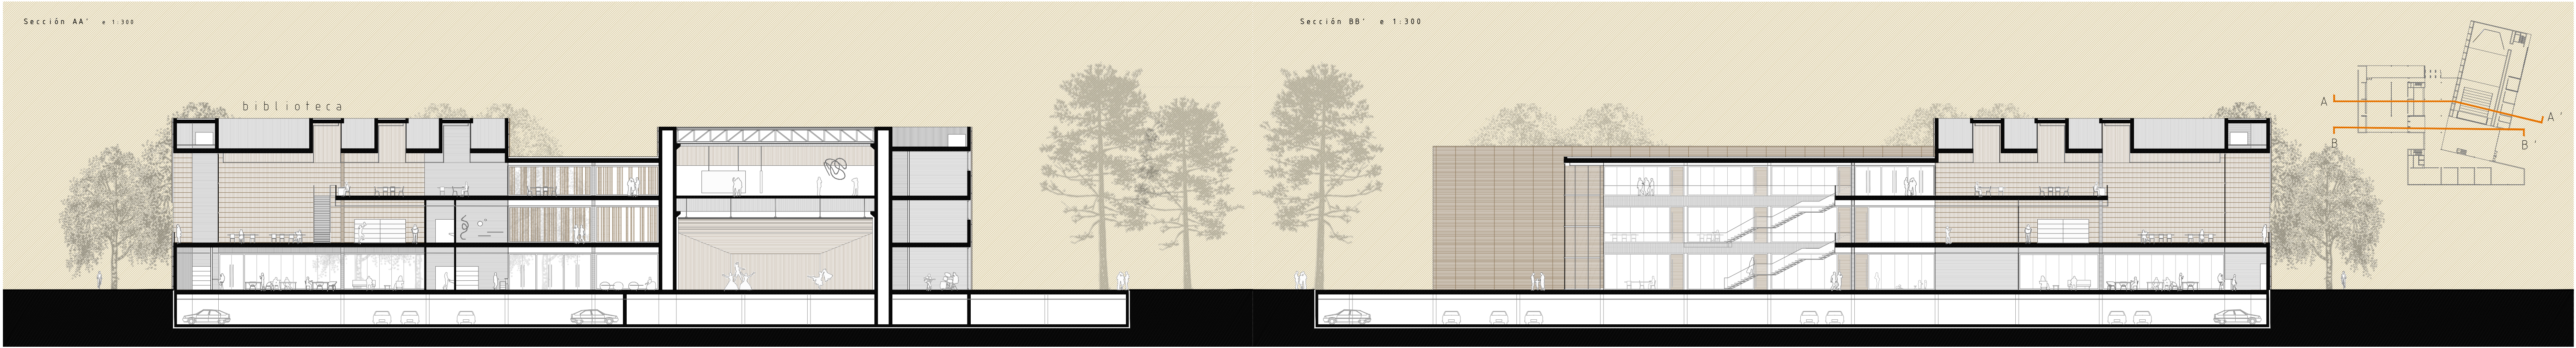 Sección AA' e 1:300
Sección BB' e 1:300
biblioteca
A
A'
B
B'